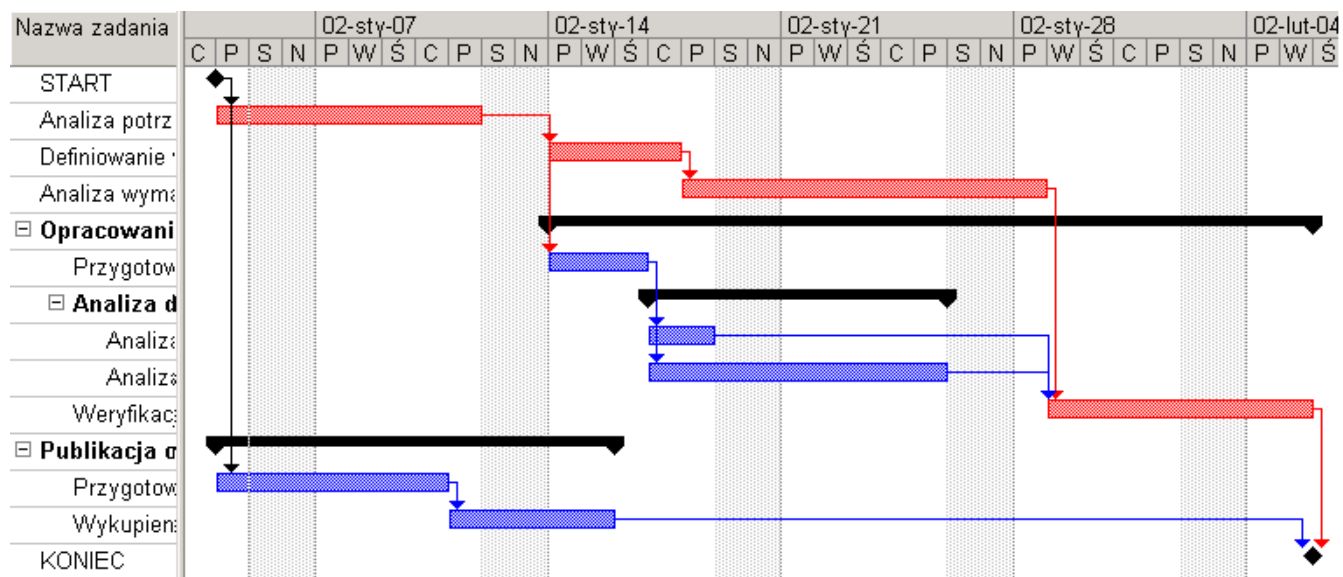 Nazwa zadania
02-sty-07 02-sty-14 02-sty-21 02-sty-28 02-lut-04
C P S N P W Ś C P S N P W Ś C P S N P W Ś C P S N P W Ś C P S N P W Ś
START
Analiza potrz
Definiowanie
Analiza wyma
Opracowani
Przygotow
Analiza d
Analiza
Analiza
Weryfikacj
Publikacja o
Przygotow
Wykupien
KONIEC